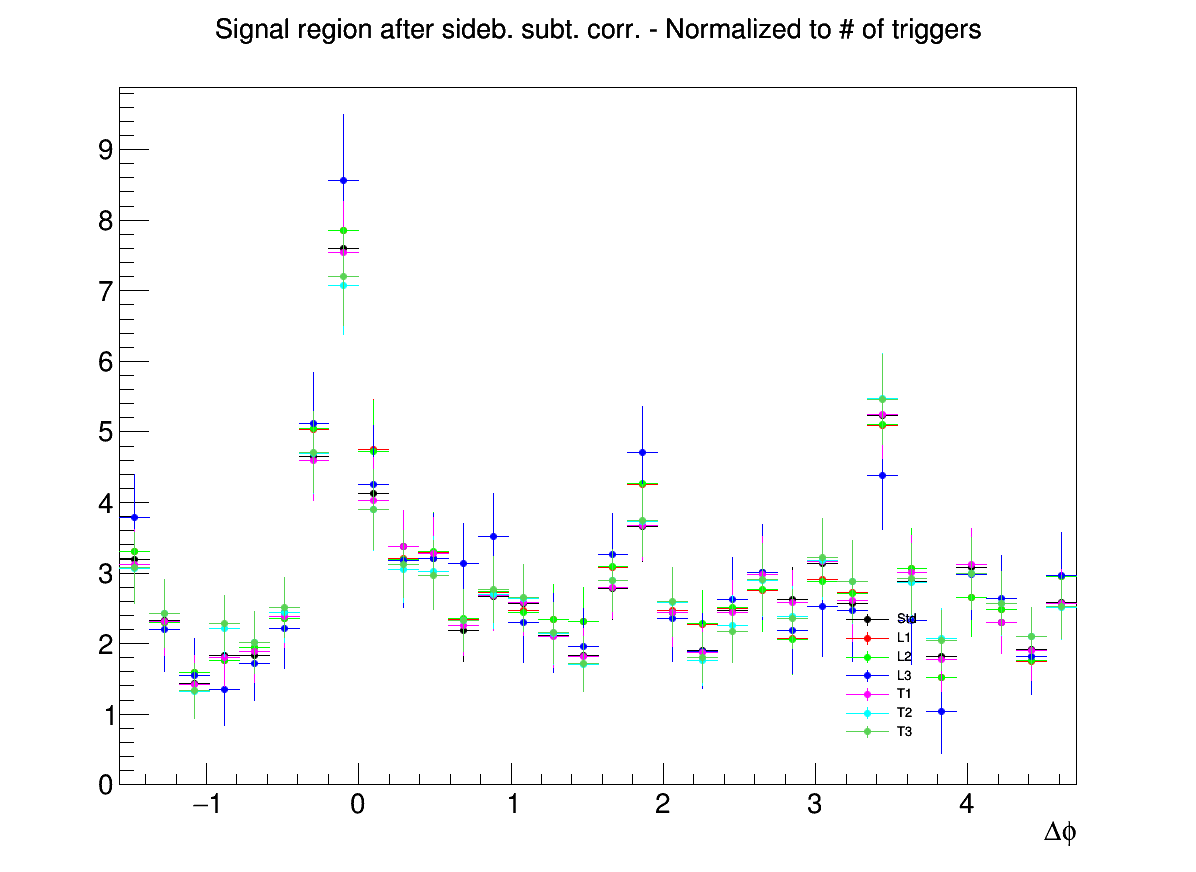 Signal region after sideb. subt. corr. - Normalized to # of triggers
9
8
7
6
5
4
3
2
1
0
−1 0 1 2 3 4
Δϕ
Std
L1
L2
L3
T1
T2
T3